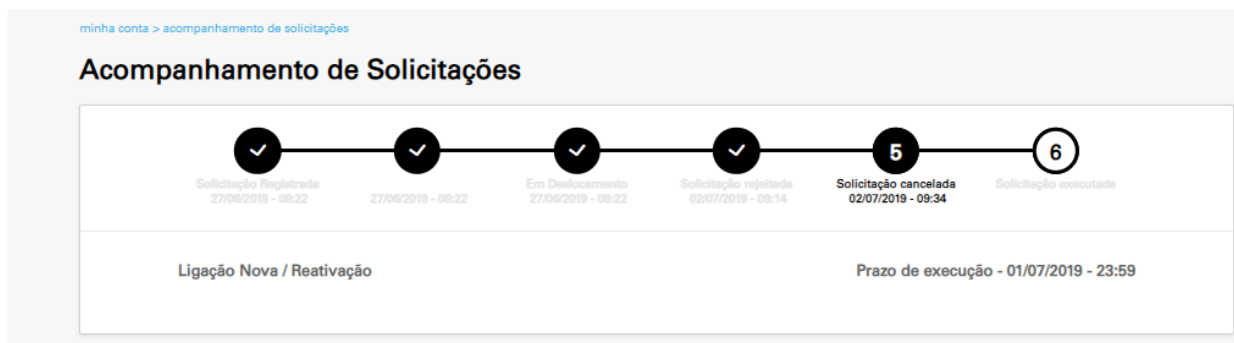 minha conta > acompanhamento de solicitações
Acompanhamento de Solicitações
5
6
Solicitação Registrada
27/06/2019 - 08:22
27/06/2019 - 08:22
Em Deslocamento
27/06/2019 - 08:22
Solicitação rejeitada
02/07/2019 - 09:14
Solicitação cancelada
02/07/2019 - 09:34
Solicitação executada
Ligação Nova / Reativação
Prazo de execução - 01/07/2019 - 23:59